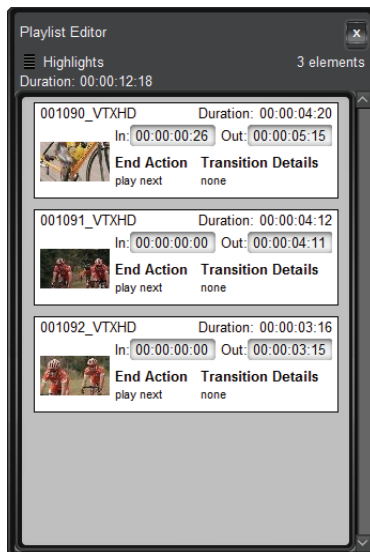 Playlist Editor x
Highlights 3 elements
Duration: 00:00:12:18
001090_VTXHD Duration: 00:00:04:20
In: 00:00:00:26 Out: 00:00:05:15
End Action Transition Details
play next none
001091_VTXHD Duration: 00:00:04:12
In: 00:00:00:00 Out: 00:00:04:11
End Action Transition Details
play next none
001092_VTXHD Duration: 00:00:03:16
In: 00:00:00:00 Out: 00:00:03:15
End Action Transition Details
play next none